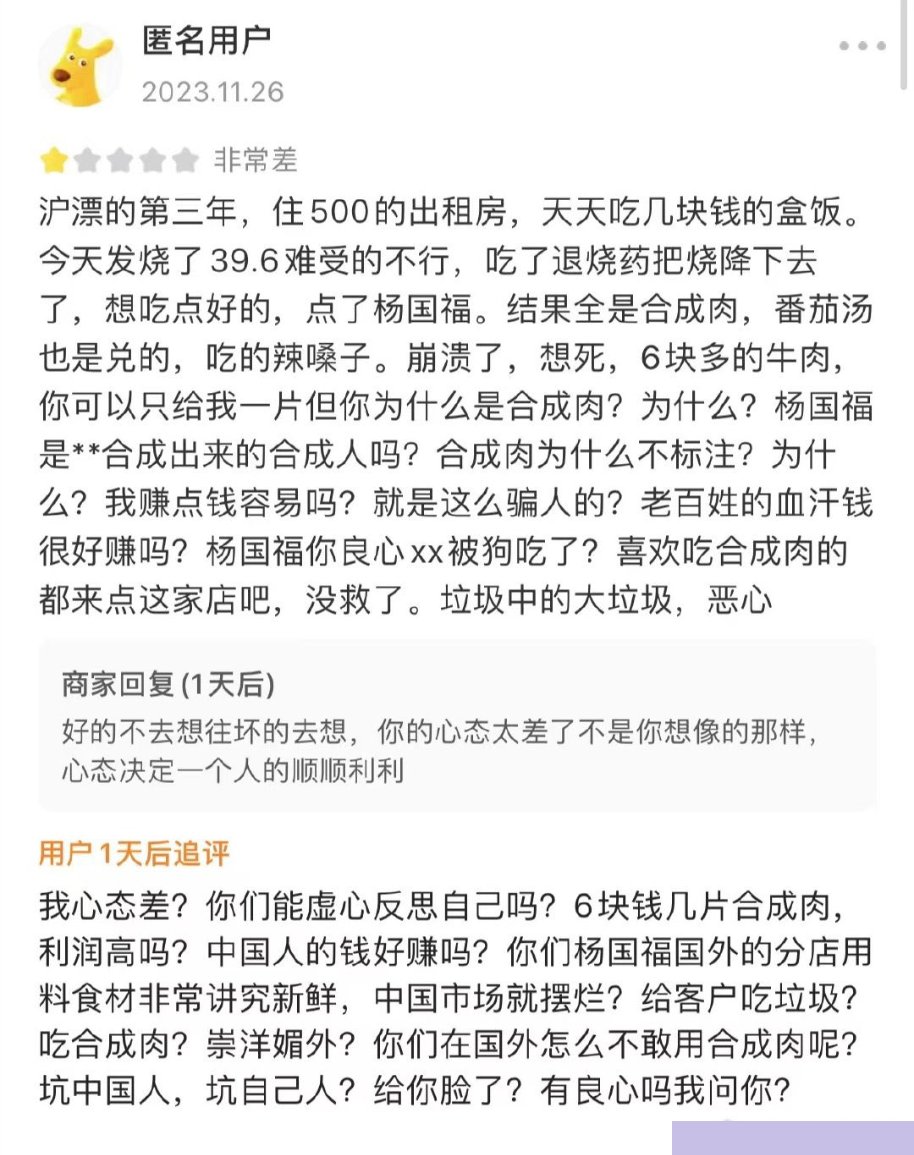 匿名用户
2023.11.26
非常差
沪漂的第三年，住500的出租房，天天吃几块钱的盒饭。
今天发烧了39.6难受的不行，吃了退烧药把烧降下去
了，想吃点好的，点了杨国福。结果全是合成肉，番茄汤
也是兑的，吃的辣嗓子。崩溃了，想死，6块多的牛肉，
你可以只给我一片但你为什么是合成肉？为什么？杨国福
是**合成出来的合成人吗？合成肉为什么不标注？为什
么？我赚点钱容易吗？就是这么骗人的？老百姓的血汗钱
很好赚吗？杨国福你良心xx被狗吃了？喜欢吃合成肉的
都来点这家店吧，没救了。垃圾中的大垃圾，恶心
商家回复(1天后)
好的不去想往坏的去想，你的心态太差了不是你想像的那样，
心态决定一个人的顺顺利利
用户1天后追评
我心态差？你们能虚心反思自己吗？6块钱几片合成肉，
利润高吗？中国人的钱好赚吗？你们杨国福国外的分店用
料食材非常讲究新鲜，中国市场就摆烂？给客户吃垃圾？
吃合成肉？崇洋媚外？你们在国外怎么不敢用合成肉呢？
坑中国人，坑自己人？给你脸了？有良心吗我问你？